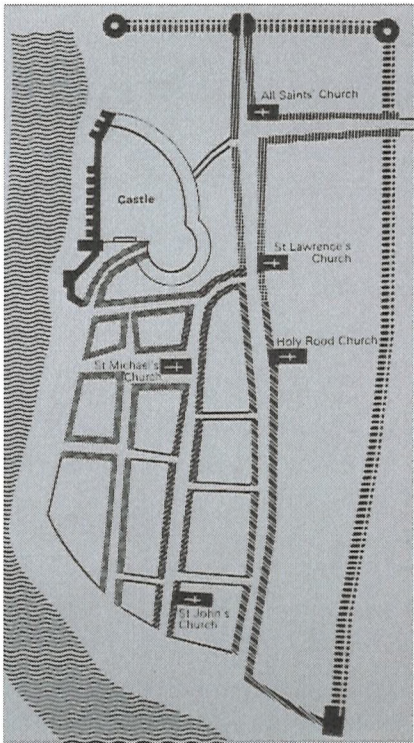 All Saints' Church
Castle
St Lawrence's
Church
Holy Rood Church
St Michael's
Church
St John's
Church